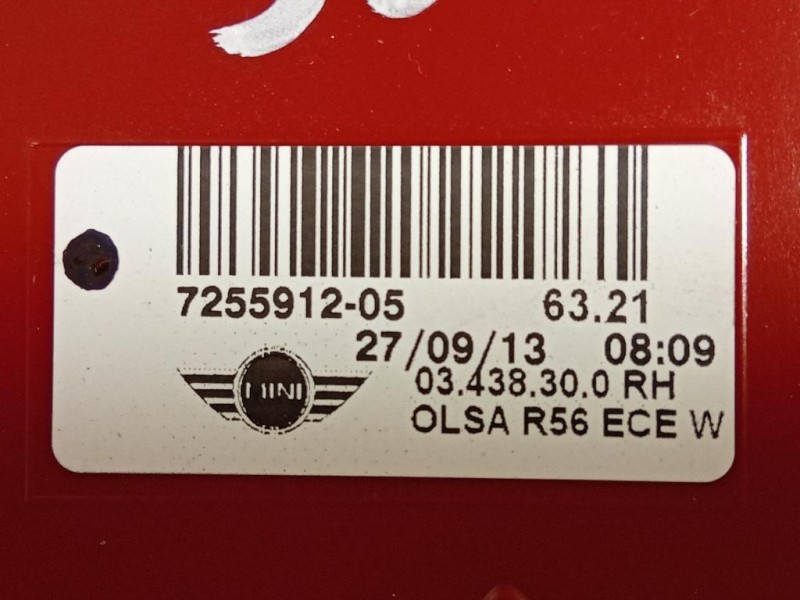 7255912-05 63.21
27/09/13 08:09
MINI
03.438.30.0 RH
OLSA R56 ECE W